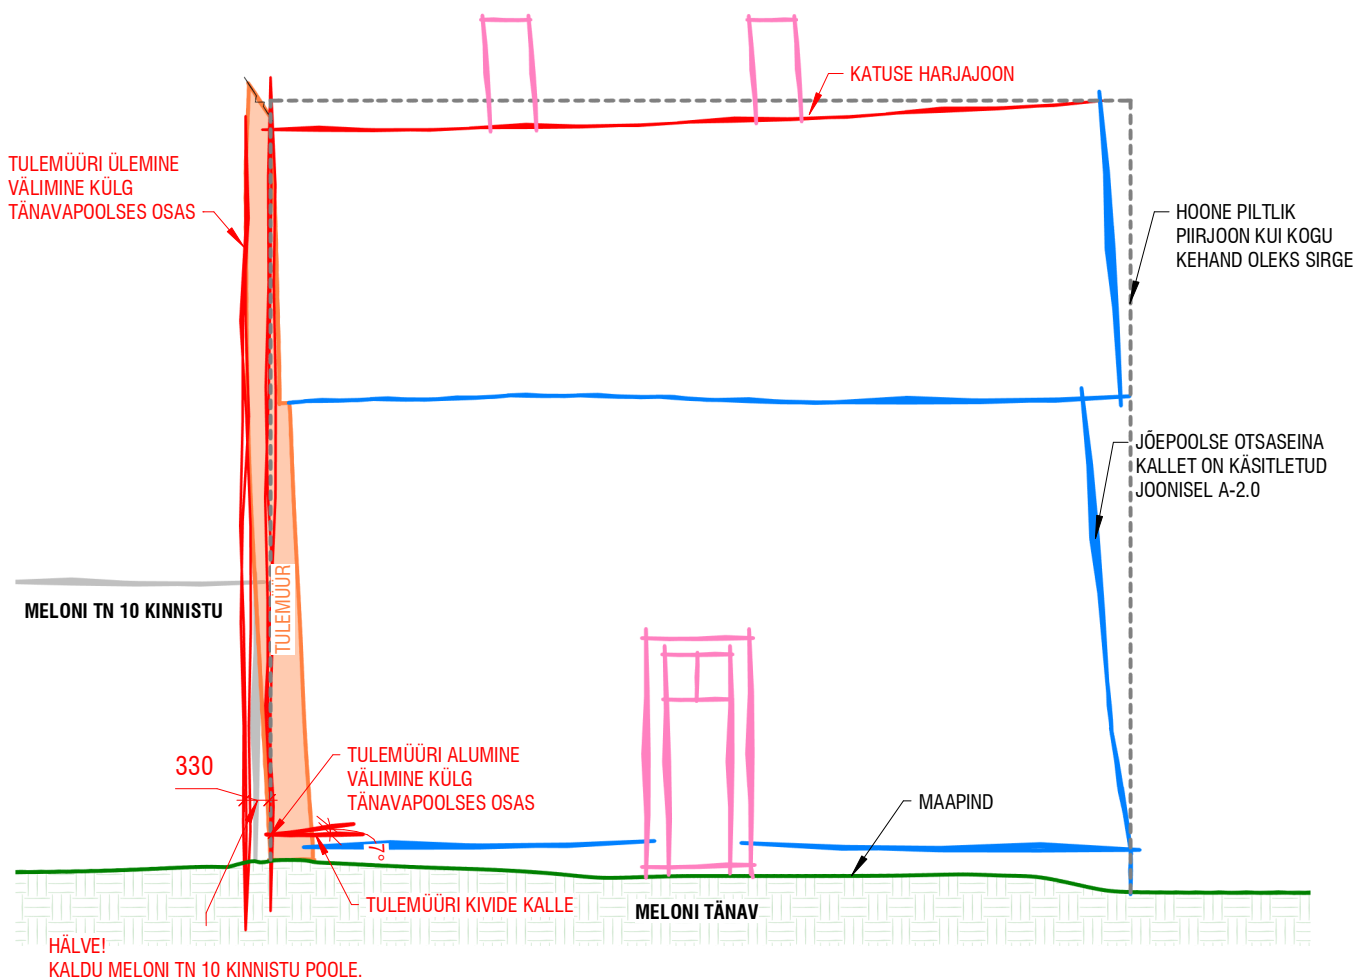 KATUSE HARJAJOON
TULEMÜÜRI ÜLEMINE
VÄLIMINE KÜLG
TÄNAVAPOOLSES OSAS
HOONE PILTLIK
PIIRJOON KUI KOGU
KEHAND OLEKS SIRGE
JÕEPOOLSE OTSASEINA
KALLET ON KÄSITLETUD
JOONISEL A-2.0
MELONI TN 10 KINNISTU
TULEMÜÜR
330
TULEMÜÜRI ALUMINE
VÄLIMINE KÜLG
TÄNAVAPOOLSES OSAS
MAAPIND
7°
TULEMÜÜRI KIVIDE KALLE
MELONI TÄNAV
HÄLVE!
KALDU MELONI TN 10 KINNISTU POOLE.